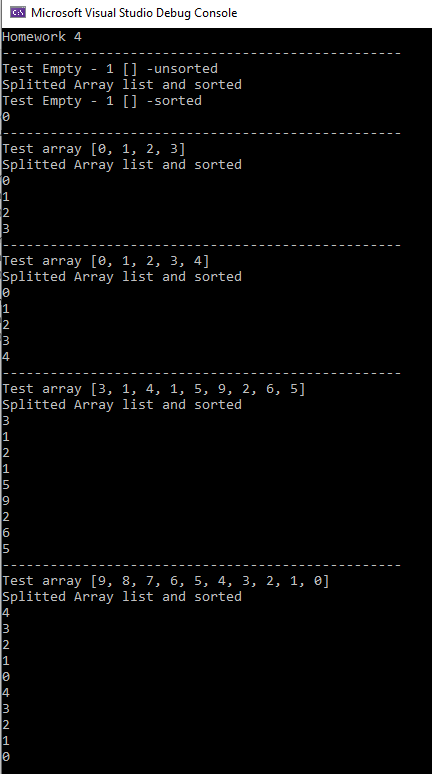 Microsoft Visual Studio Debug Console
Homework 4
--------------------------------------------------
Test Empty - 1 [] -unsorted
Splitted Array list and sorted
Test Empty - 1 [] -sorted
0
--------------------------------------------------
Test array [0, 1, 2, 3]
Splitted Array list and sorted
0
1
2
3
--------------------------------------------------
Test array [0, 1, 2, 3, 4]
Splitted Array list and sorted
0
1
2
3
4
--------------------------------------------------
Test array [3, 1, 4, 1, 5, 9, 2, 6, 5]
Splitted Array list and sorted
3
1
2
1
5
9
2
6
5
--------------------------------------------------
Test array [9, 8, 7, 6, 5, 4, 3, 2, 1, 0]
Splitted Array list and sorted
4
3
2
1
0
4
3
2
1
0